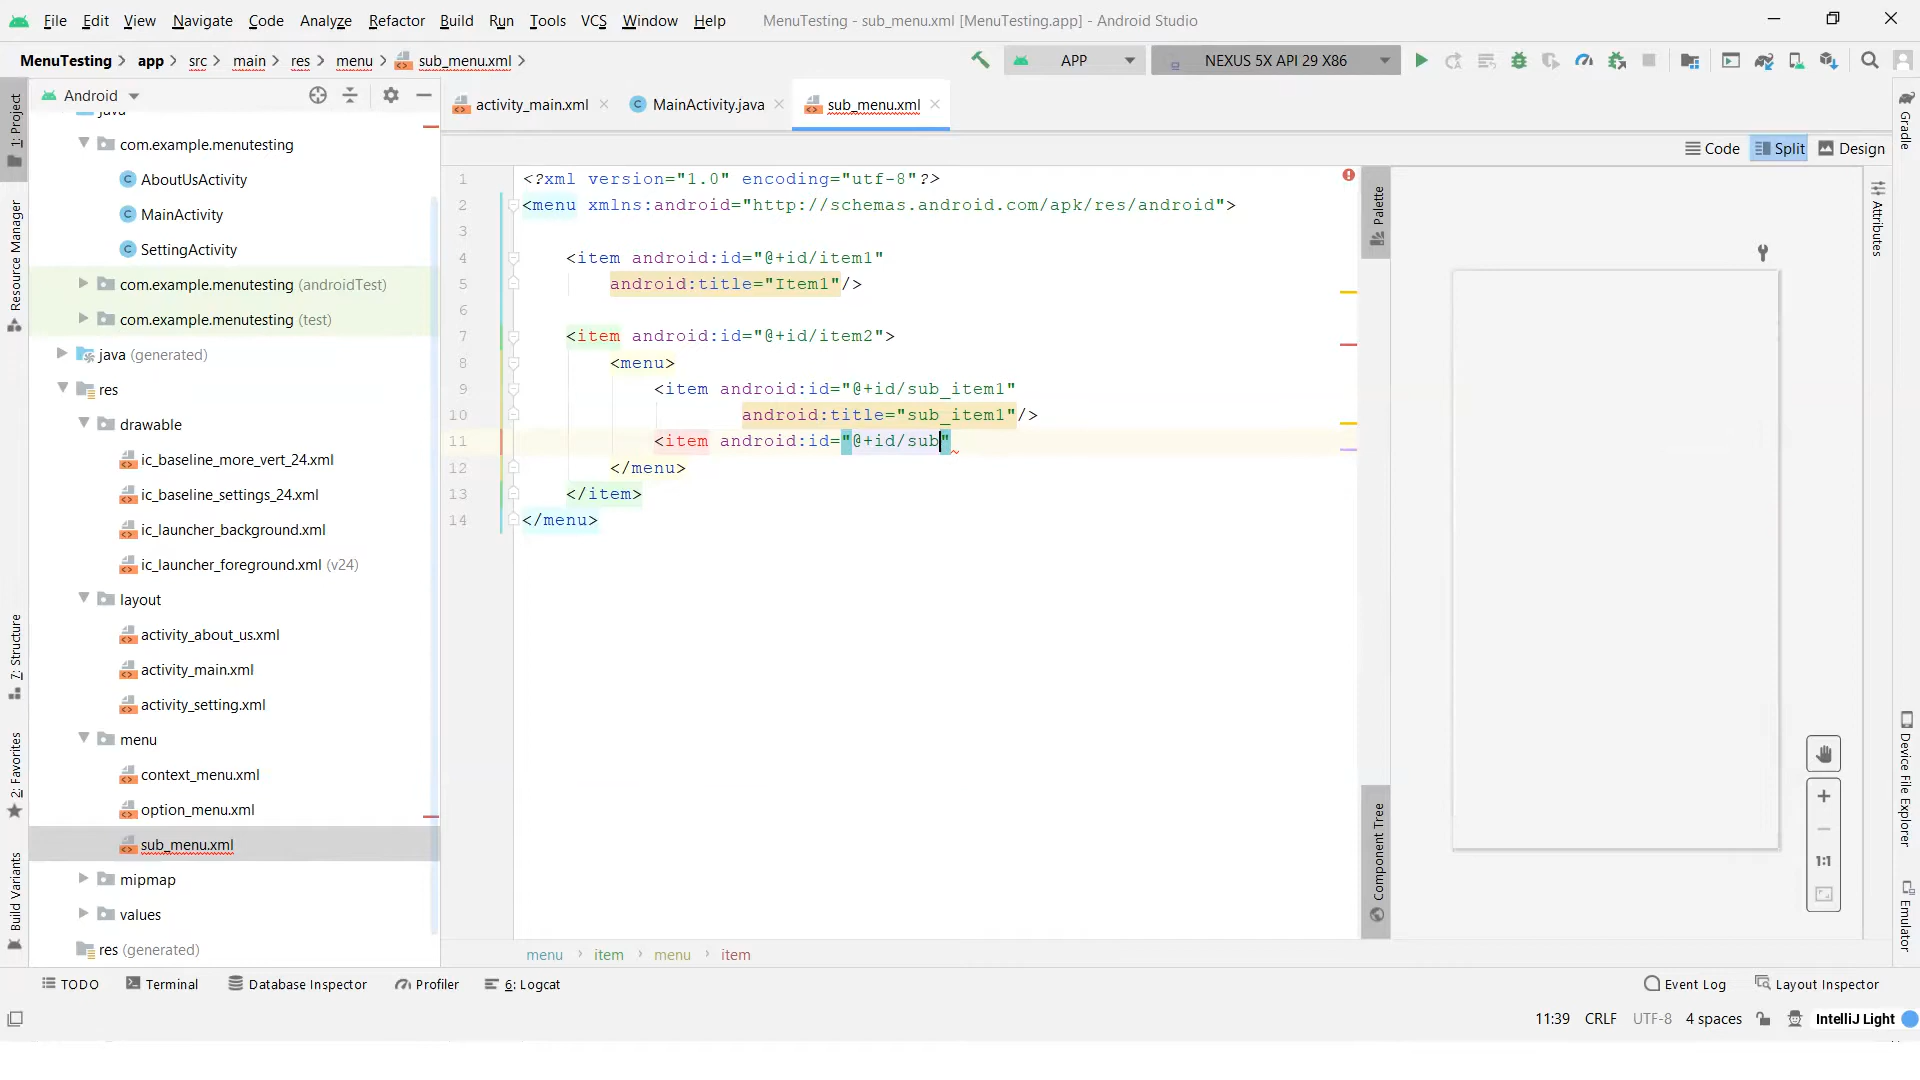 File Edit View Navigate Code Analyze Refactor Build Run Tools VCS Window Help MenuTesting - sub_menu.xml [MenuTesting.app] - Android Studio
MenuTesting app src main res menu sub_menu.xml APP NEXUS 5X API 29 X86
Android
activity_main.xml MainActivity.java sub_menu.xml
Code Split Design
1: Project
Resource Manager
7: Structure
2: Favorites
Build Variants
java
com.example.menutesting
AboutUsActivity
MainActivity
SettingActivity
com.example.menutesting (androidTest)
com.example.menutesting (test)
java (generated)
res
drawable
ic_baseline_more_vert_24.xml
ic_baseline_settings_24.xml
ic_launcher_background.xml
ic_launcher_foreground.xml (v24)
layout
activity_about_us.xml
activity_main.xml
activity_setting.xml
menu
context_menu.xml
option_menu.xml
sub_menu.xml
mipmap
values
res (generated)
1 <?xml version="1.0" encoding="utf-8"?>
2 <menu xmlns:android="http://schemas.android.com/apk/res/android">
3
4 <item android:id="@+id/item1"
5 android:title="Item1"/>
6
7 <item android:id="@+id/item2">
8 <menu>
9 <item android:id="@+id/sub_item1"
10 android:title="sub_item1"/>
11 <item android:id="@+id/sub"
12 </menu>
13 </item>
14 </menu>
menu item menu item
Palette
Component Tree
1:1
Gradle
Attributes
Device File Explorer
Emulator
TODO Terminal Database Inspector Profiler 6: Logcat Event Log Layout Inspector
11:39 CRLF UTF-8 4 spaces IntelliJ Light